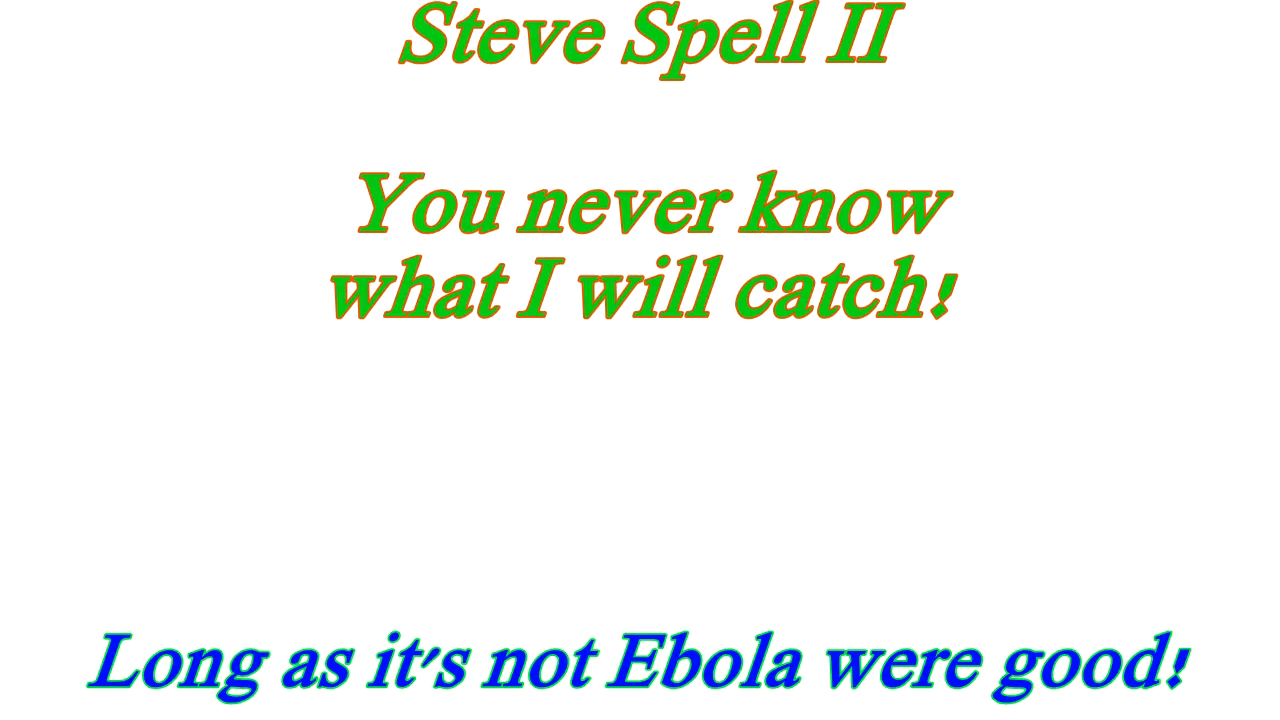 Steve Spell II
You never know
what I will catch!
Long as it's not Ebola were good!